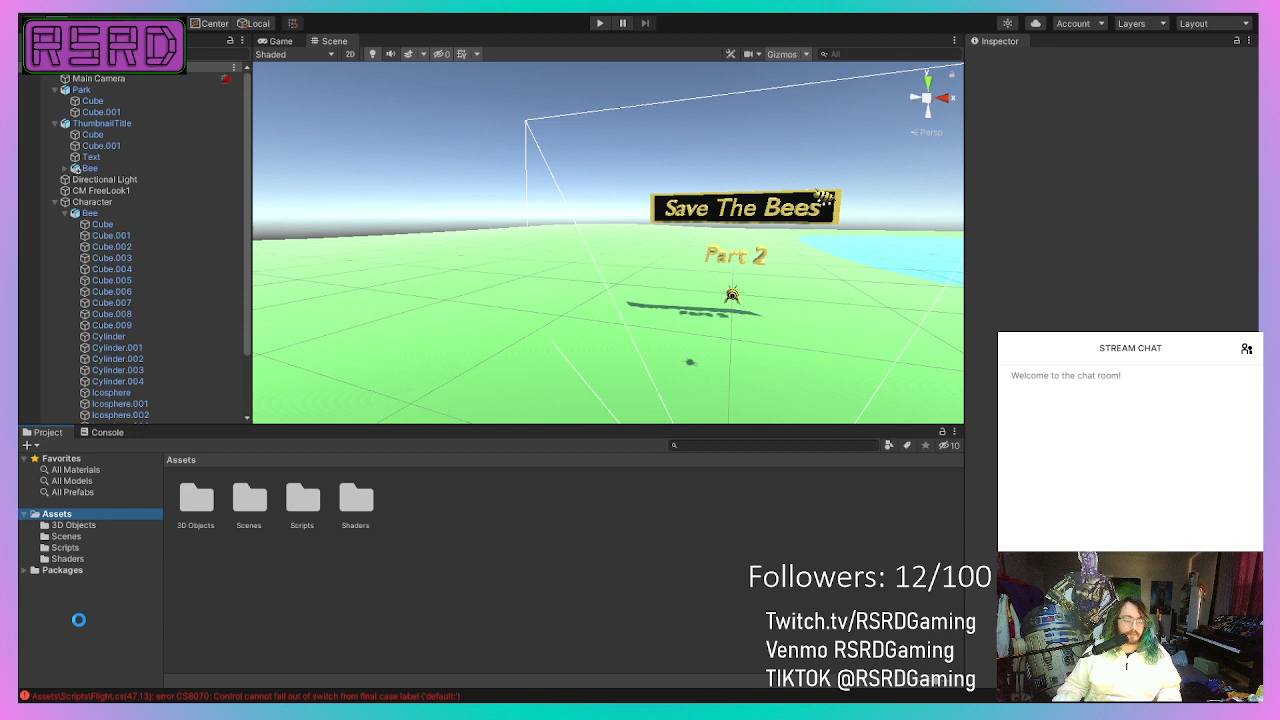 RSRD
Center
Local
Account
Layers
Layout
Game
Scene
Inspector
Shaded
2D
0
Gizmos
All
Main Camera
Park
Cube
Cube.001
ThumbnailTitle
Cube
Cube.001
Text
Bee
Directional Light
CM FreeLook1
Character
Bee
Cube
Cube.001
Cube.002
Cube.003
Cube.004
Cube.005
Cube.006
Cube.007
Cube.008
Cube.009
Cylinder
Cylinder.001
Cylinder.002
Cylinder.003
Cylinder.004
Icosphere
Icosphere.001
Icosphere.002
y
x
Persp
Save The Bees
Part 2
Project
Console
10
Favorites
All Materials
All Models
All Prefabs
Assets
3D Objects
Scenes
Scripts
Shaders
Packages
Assets
3D Objects
Scenes
Scripts
Shaders
STREAM CHAT
Welcome to the chat room!
Followers: 12/100
Twitch.tv/RSRDGaming
Venmo RSRDGaming
TIKTOK @RSRDGaming
Assets\Scripts\Flight.cs(47,13): error CS8070: Control cannot fall out of switch from final case label ('default:')